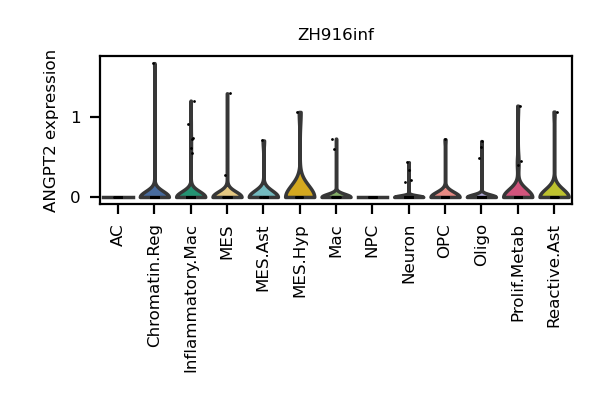 ZH916inf
ANGPT2 expression
1
0
AC
Chromatin.Reg
Inflammatory.Mac
MES
MES.Ast
MES.Hyp
Mac
NPC
Neuron
OPC
Oligo
Prolif.Metab
Reactive.Ast